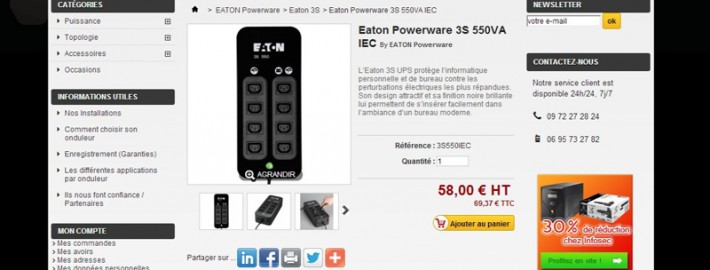 CATÉGORIES
Puissance
Topologie
Accessoires
Occasions
INFORMATIONS UTILES
Nos Installations
Comment choisir son
onduleur
Enregistrement (Garanties)
Les différentes applications
par onduleur
Ils nous font confiance /
Partenaires
MON COMPTE
Mes commandes
Mes avoirs
Mes adresses
Mes données personnelles
> EATON Powerware > Eaton 3S > Eaton Powerware 3S 550VA IEC
EATON
3S 550
AGRANDIR
Partager sur ...
Eaton Powerware 3S 550VA
IEC By EATON Powerware
L'Eaton 3S UPS protège l'informatique
personnelle et de bureau contre les
perturbations électriques les plus répandues.
Son design attractif et sa finition noire brillante
lui permettent de s'insérer facilement dans
l'ambiance d'un bureau moderne.
Référence : 3S550IEC
Quantité : 1
58,00 € HT
69,37 € TTC
Ajouter au panier
NEWSLETTER
votre e-mail ok
CONTACTEZ-NOUS
Notre service client est
disponible 24h/24, 7j/7
09 72 27 28 24
06 95 73 27 82
30%
de réduction
chez Infosec
Profitez en site !